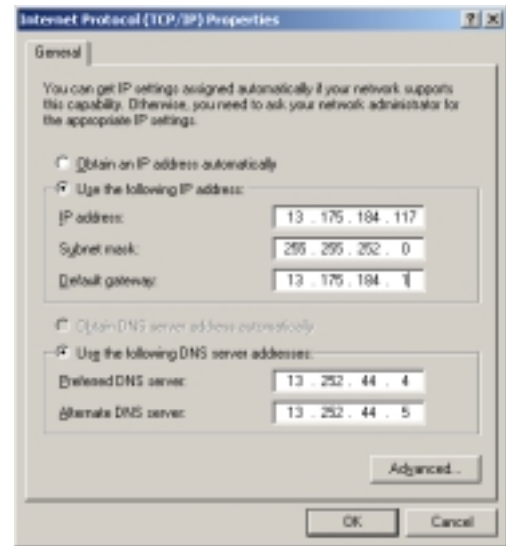 Internet Protocol (TCP/IP) Properties
General
You can get IP settings assigned automatically if your network supports
this capability. Otherwise, you need to ask your network administrator for
the appropriate IP settings.
Obtain an IP address automatically
Use the following IP address:
IP address: 13 . 175 . 184 . 117
Subnet mask: 255 . 255 . 252 . 0
Default gateway: 13 . 175 . 184 . 1
Obtain DNS server address automatically
Use the following DNS server addresses:
Preferred DNS server: 13 . 252 . 44 . 4
Alternate DNS server: 13 . 252 . 44 . 5
Advanced...
OK Cancel